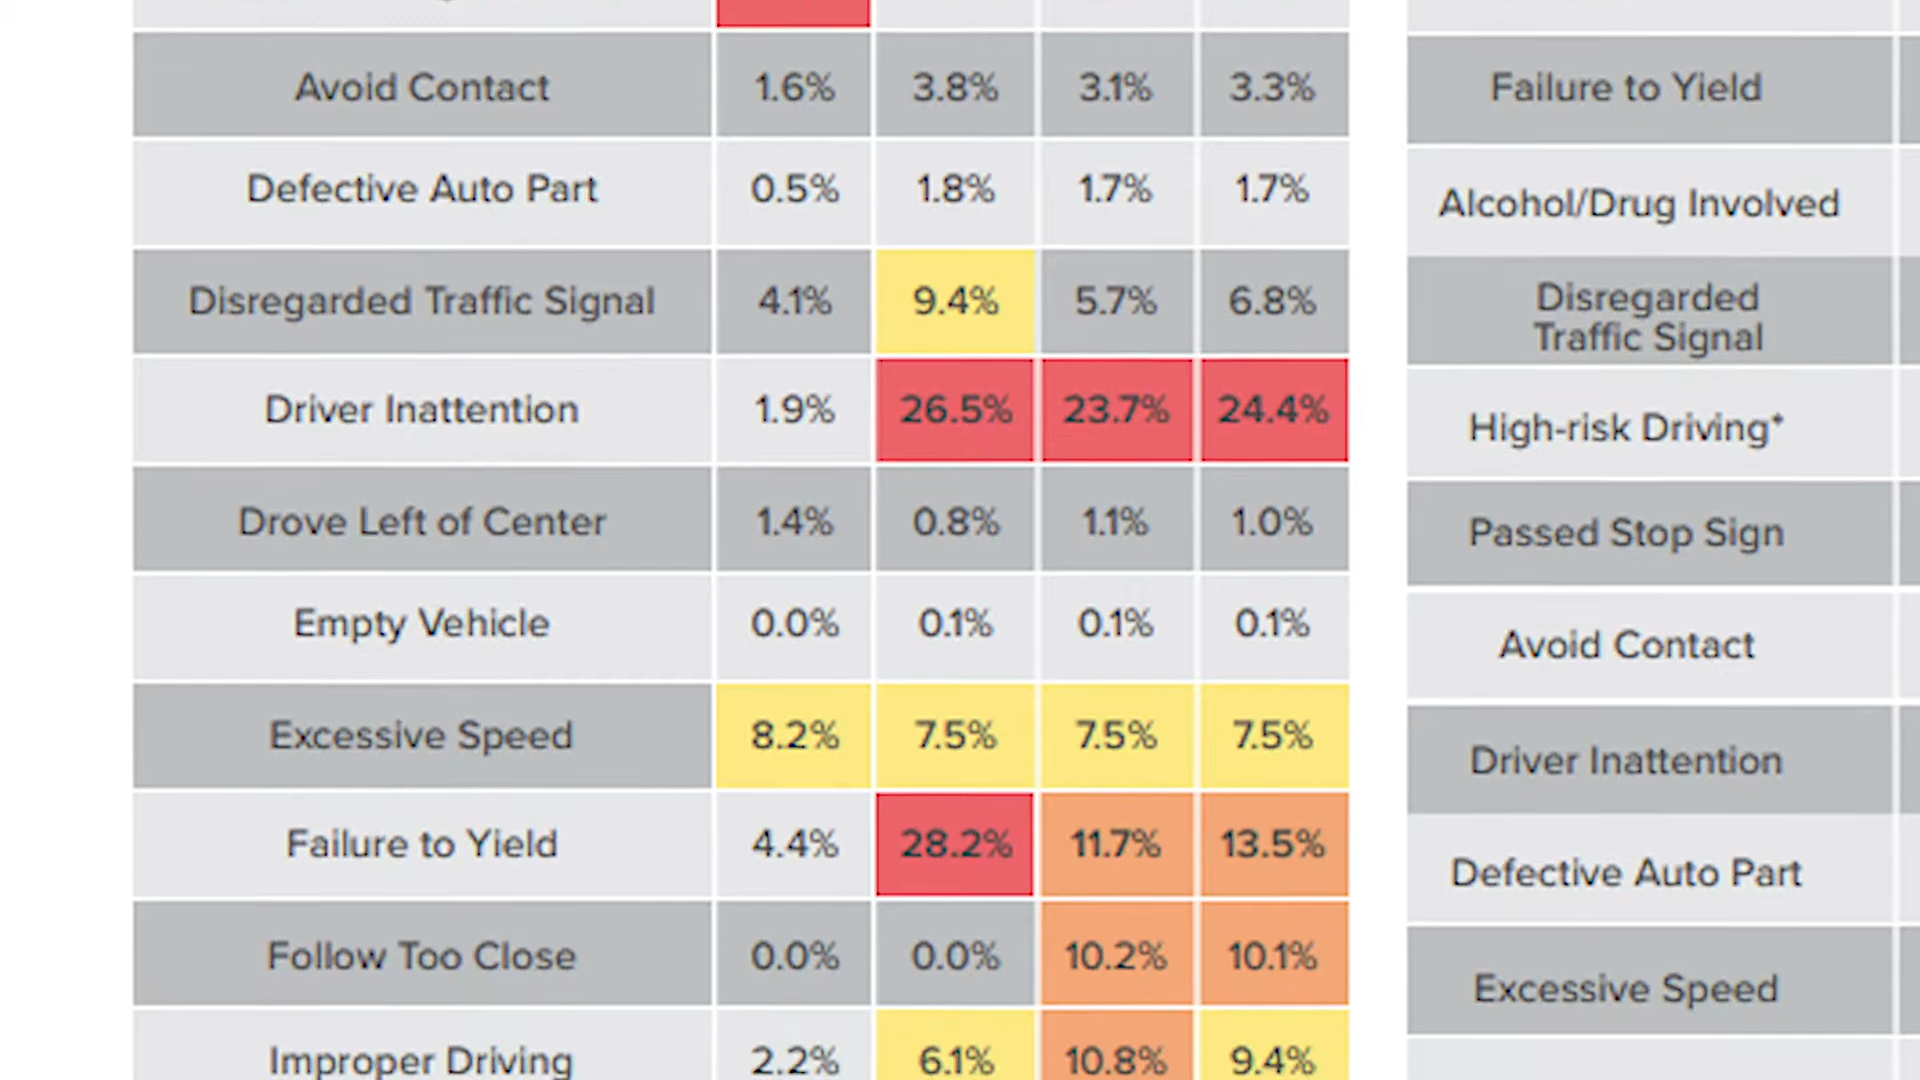 Avoid Contact 1.6% 3.8% 3.1% 3.3%
Defective Auto Part 0.5% 1.8% 1.7% 1.7%
Disregarded Traffic Signal 4.1% 9.4% 5.7% 6.8%
Driver Inattention 1.9% 26.5% 23.7% 24.4%
Drove Left of Center 1.4% 0.8% 1.1% 1.0%
Empty Vehicle 0.0% 0.1% 0.1% 0.1%
Excessive Speed 8.2% 7.5% 7.5% 7.5%
Failure to Yield 4.4% 28.2% 11.7% 13.5%
Follow Too Close 0.0% 0.0% 10.2% 10.1%
Improper Driving 2.2% 6.1% 10.8% 9.4%
Failure to Yield
Alcohol/Drug Involved
Disregarded
Traffic Signal
High-risk Driving*
Passed Stop Sign
Avoid Contact
Driver Inattention
Defective Auto Part
Excessive Speed